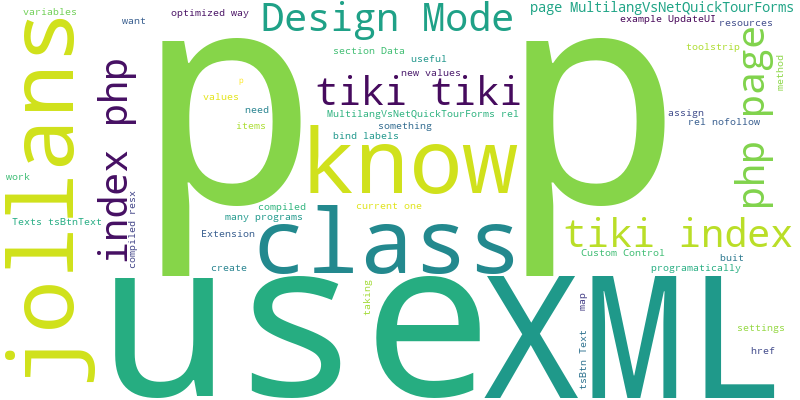 variables
want
optimized way
Design Mode
page MultilangVsNetQuickTourForms
example UpdateUI
resources
jollans
index php
p
section Data
useful
new values
tiki tiki
p
toolstrip
php page
method
P
values
need
items
MultilangVsNetQuickTourForms rel
something
bind labels
assign
rel nofollow
know
work
Texts tsBtnText
compiled resx
compiled
many programs
current one
Extension
class
create
tiki index
Custom Control
buit
programatically
use
taking
XML
map
tsBtn Text
settings
href